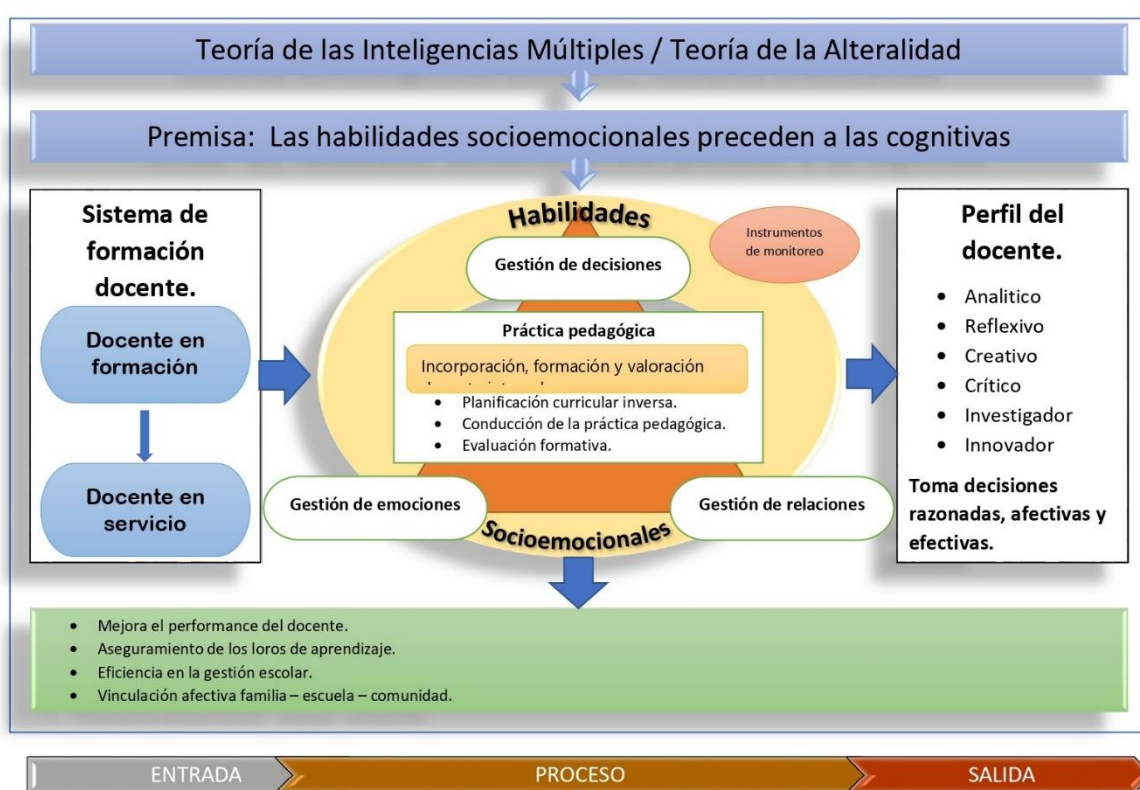 Teoría de las Inteligencias Múltiples / Teoría de la Alteralidad
Premisa: Las habilidades socioemocionales preceden a las cognitivas
Sistema de
formación
docente.
Docente en
formación
Docente en
servicio
Habilidades
Gestión de decisiones
Instrumentos
de monitoreo
Práctica pedagógica
Incorporación, formación y valoración
• Planificación curricular inversa.
• Conducción de la práctica pedagógica.
• Evaluación formativa.
Gestión de emociones
Gestión de relaciones
Socioemocionales
Perfil del
docente.
• Analitico
• Reflexivo
• Creativo
• Crítico
• Investigador
• Innovador
Toma decisiones
razonadas, afectivas y
efectivas.
• Mejora el performance del docente.
• Aseguramiento de los loros de aprendizaje.
• Eficiencia en la gestión escolar.
• Vinculación afectiva familia – escuela – comunidad.
ENTRADA
PROCESO
SALIDA